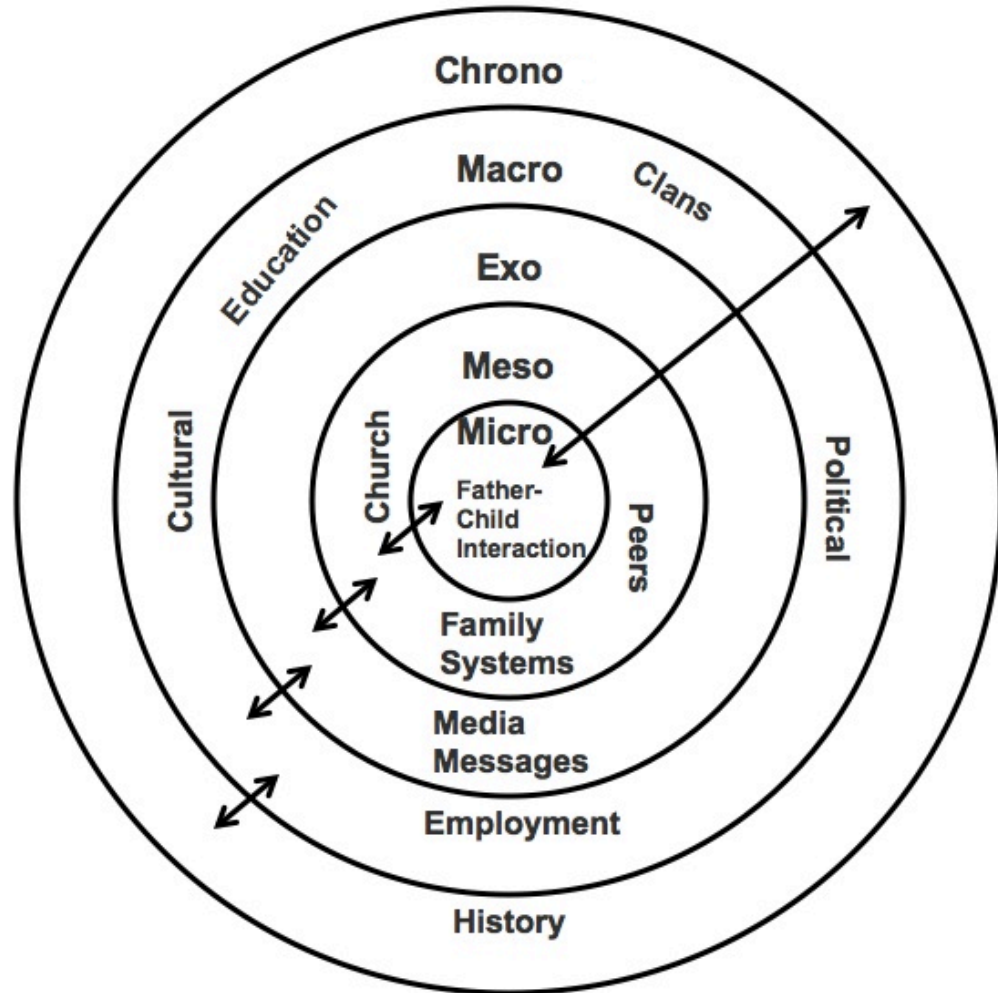 Chrono
Macro
Clans
Education
Exo
Meso
Micro
Cultural
Church
Father-
Child
Interaction
Peers
Political
Family
Systems
Media
Messages
Employment
History